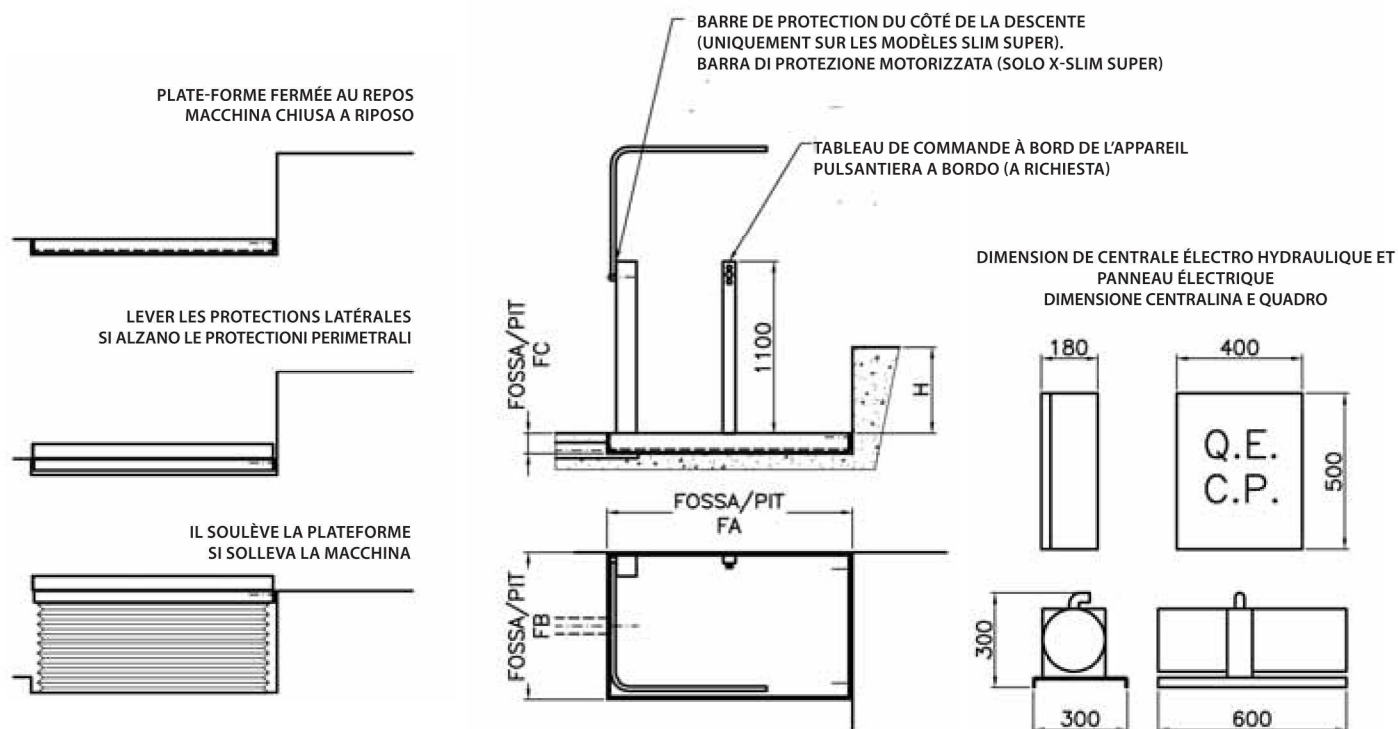 BARRE DE PROTECTION DU CÔTÉ DE LA DESCENTE
(UNIQUEMENT SUR LES MODÈLES SLIM SUPER).
BARRA DI PROTEZIONE MOTORIZZATA (SOLO X-SLIM SUPER)
PLATE-FORME FERMÉE AU REPOS
MACCHINA CHIUSA A RIPOSO
TABLEAU DE COMMANDE À BORD DE L'APPAREIL
PULSANTIERA A BORDO (A RICHIESTA)
LEVER LES PROTECTIONS LATÉRALES
SI ALZANO LE PROTECTIONI PERIMETRALI
IL SOULÈVE LA PLATEFORME
SI SOLLEVA LA MACCHINA
FOSSA/PIT
FC
1100
H
FOSSA/PIT
FA
FOSSA/PIT
FB
DIMENSION DE CENTRALE ÉLECTRO HYDRAULIQUE ET
PANNEAU ÉLECTRIQUE
DIMENSIONE CENTRALINA E QUADRO
180
400
Q.E.
C.P.
500
300
300
600